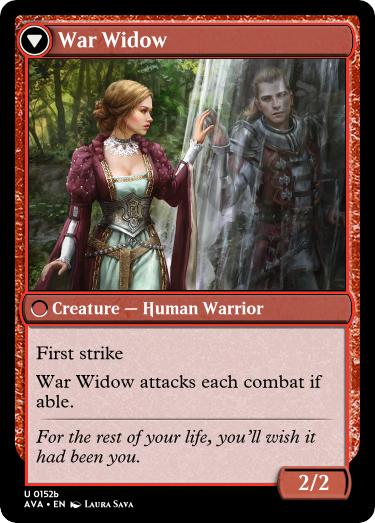 War Widow
Creature — Human Warrior
First strike
War Widow attacks each combat if
able.
For the rest of your life, you'll wish it
had been you.
2/2
U 0152b
AVA • EN Laura Sava